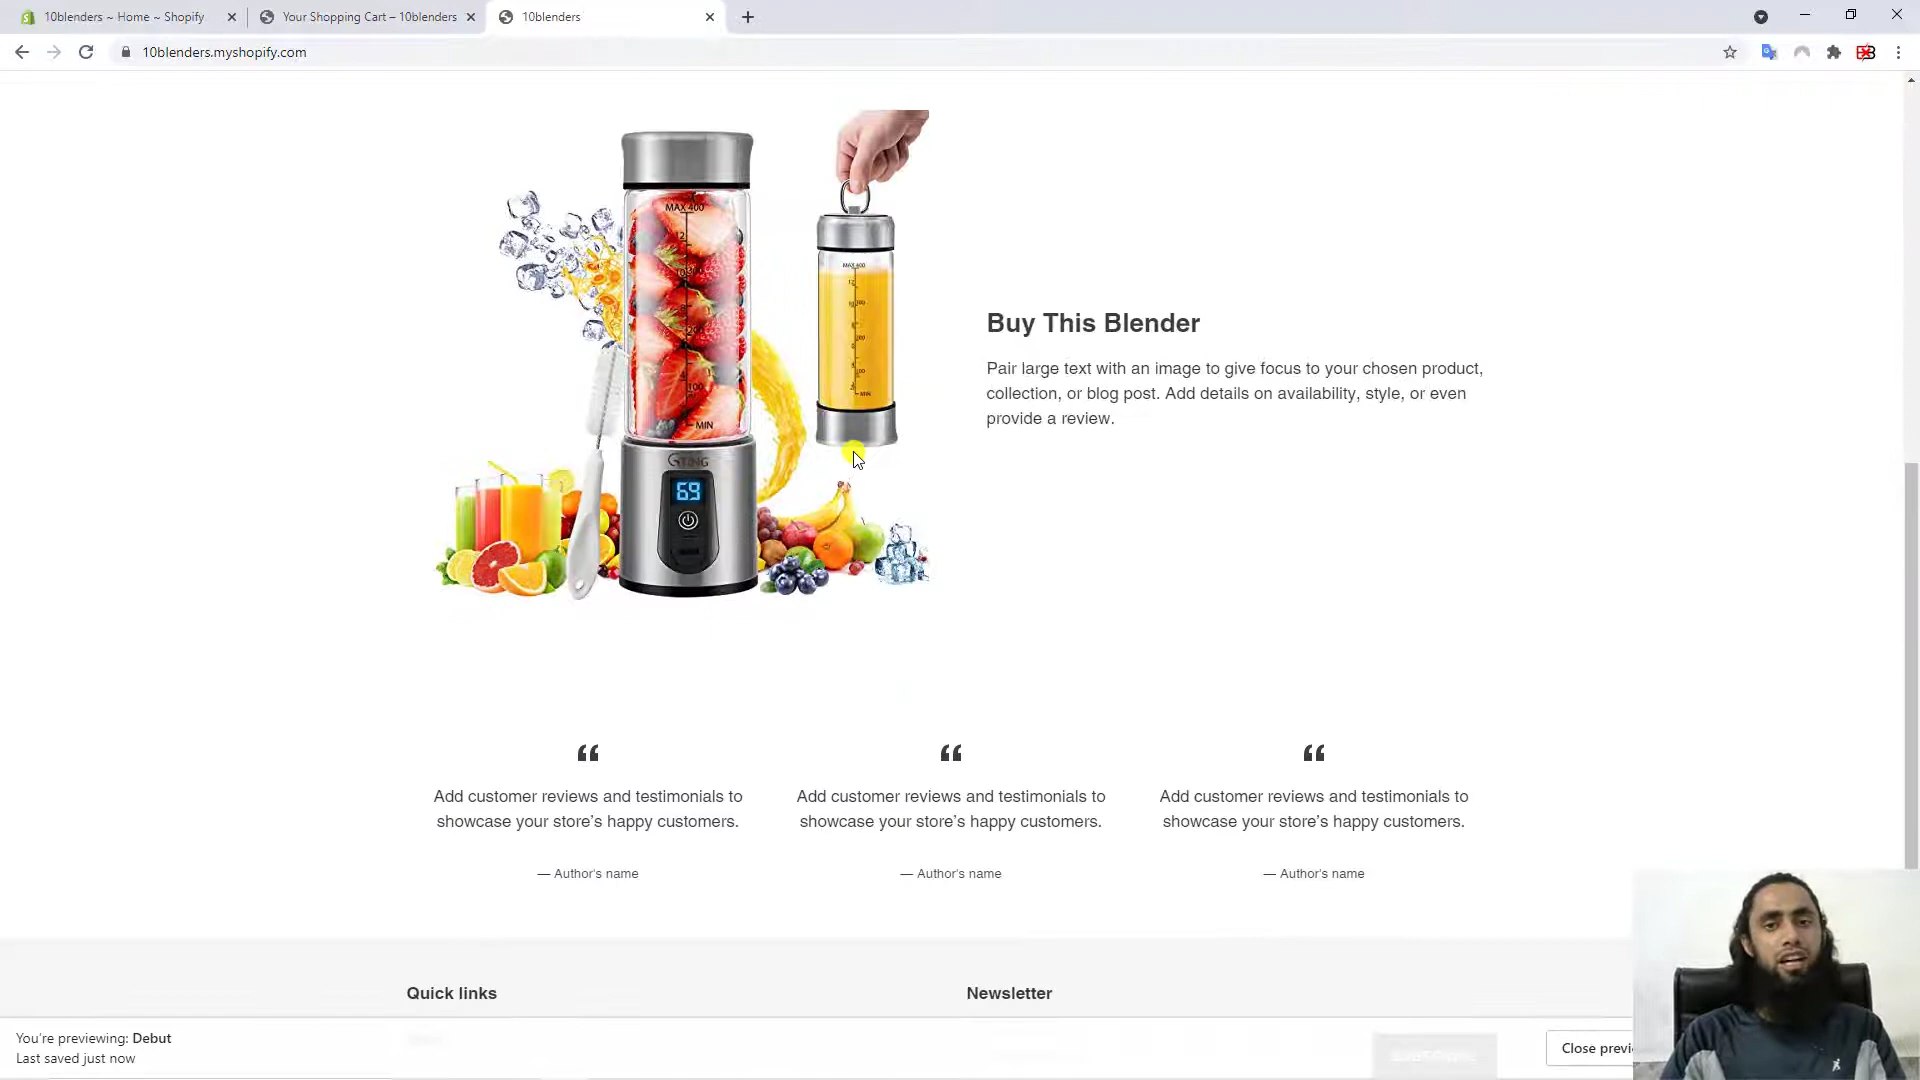 10blenders ~ Home ~ Shopify
Your Shopping Cart – 10blenders
10blenders
10blenders.myshopify.com
MAX 400
100
MIN
GTING
69
MAX 400
MIN
Buy This Blender
Pair large text with an image to give focus to your chosen product,
collection, or blog post. Add details on availability, style, or even
provide a review.
“ “ “
Add customer reviews and testimonials to
showcase your store’s happy customers.
— Author's name
Add customer reviews and testimonials to
showcase your store’s happy customers.
— Author's name
Add customer reviews and testimonials to
showcase your store’s happy customers.
— Author's name
Quick links
Newsletter
You’re previewing: Debut
Last saved just now
Close previ